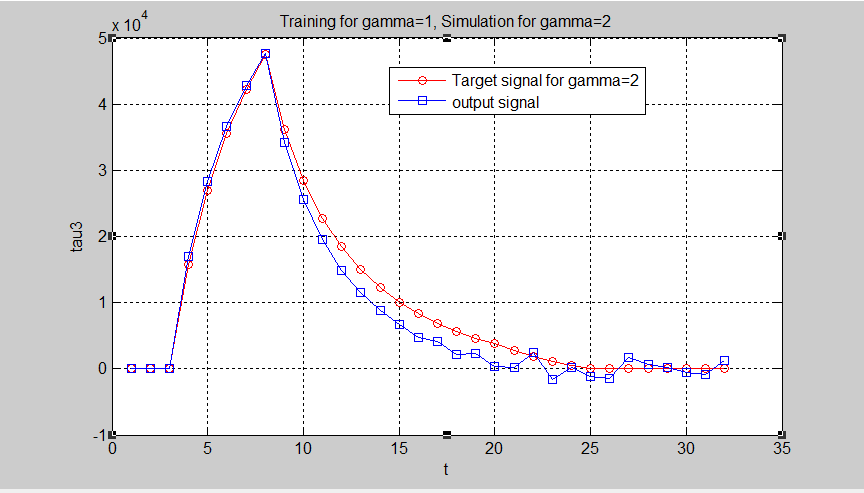 Training for gamma=1, Simulation for gamma=2
x 10^4
Target signal for gamma=2
output signal
5
4
3
2
1
0
-1
tau3
0 5 10 15 20 25 30 35
t